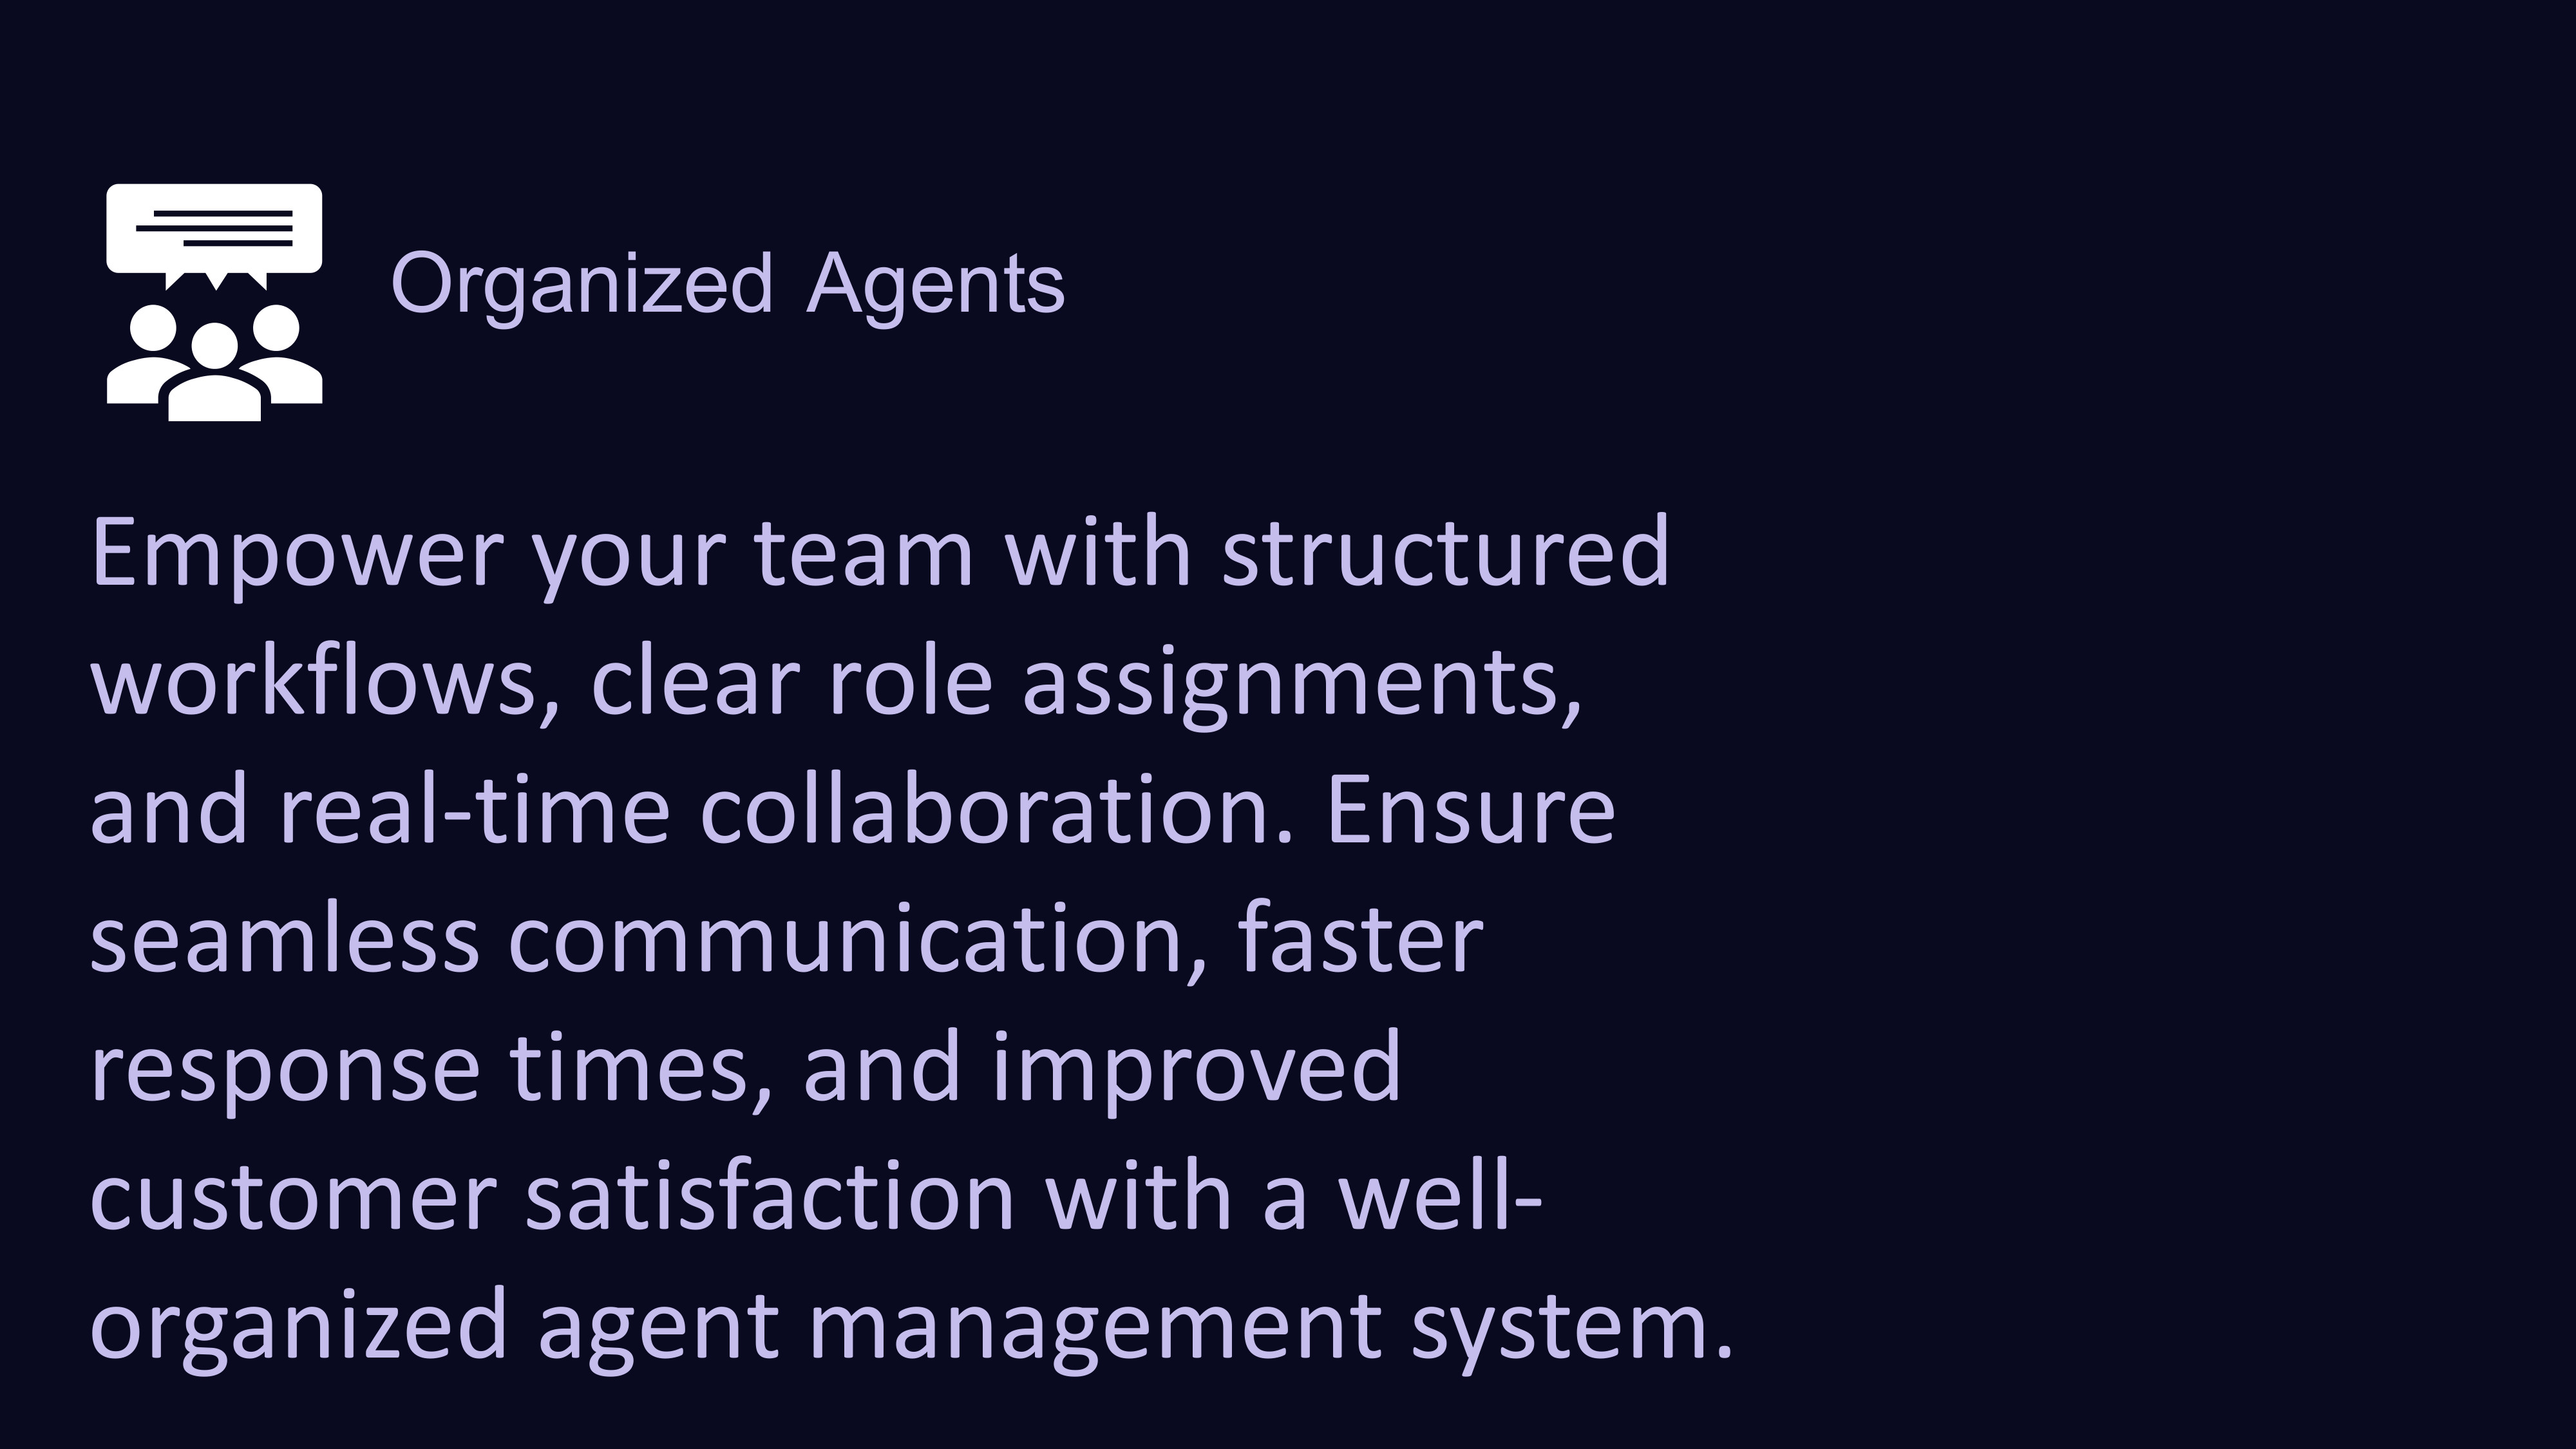 Organized Agents
Empower your team with structured
workflows, clear role assignments,
and real-time collaboration. Ensure
seamless communication, faster
response times, and improved
customer satisfaction with a well-
organized agent management system.